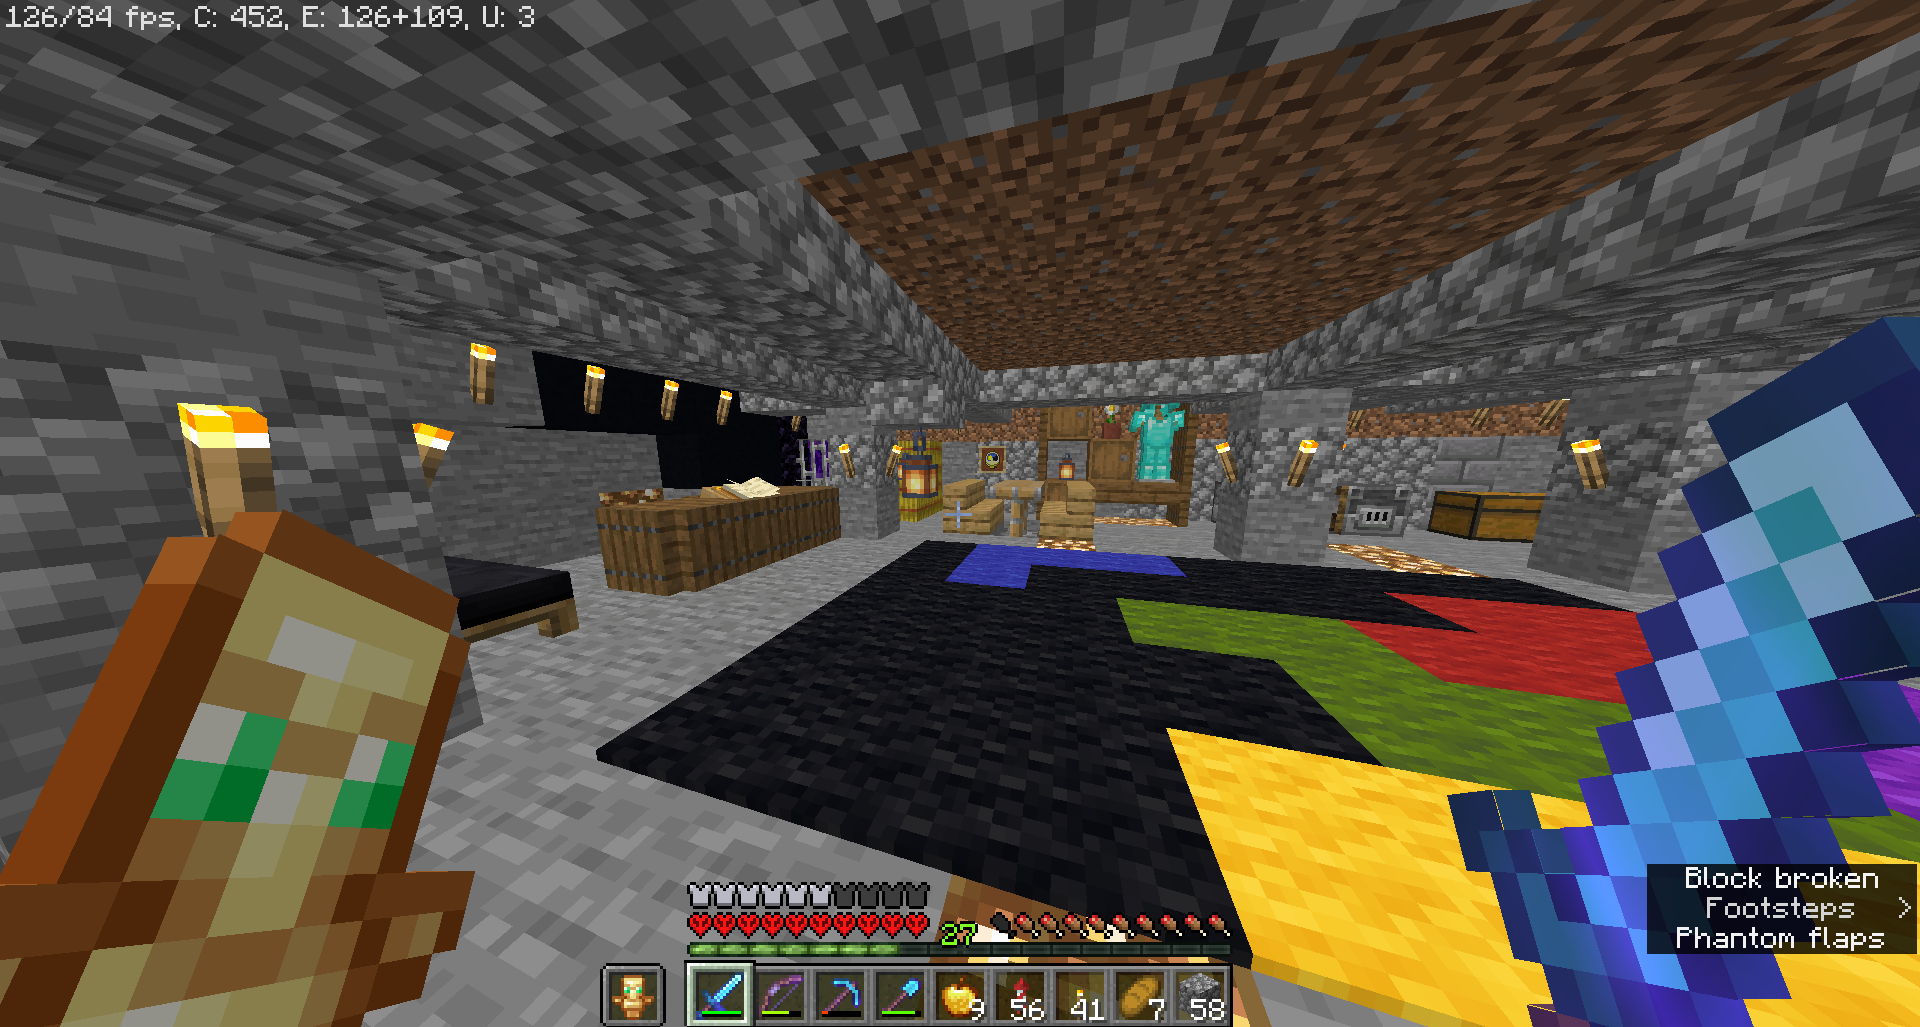 126/84 fps, C: 452, E: 126+109, U: 3
Block broken
Footsteps >
Phantom flaps
27
9 56 41 7 58